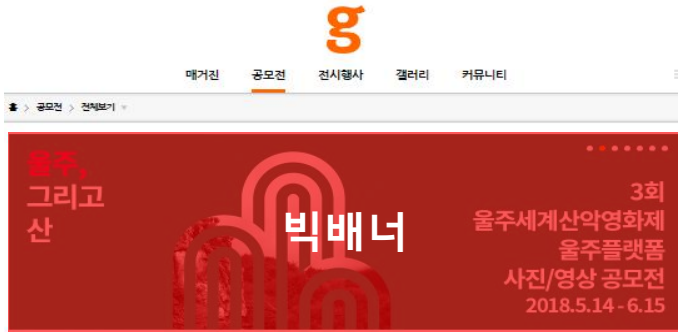 g
매거진 공모전 전시행사 갤러리 커뮤니티
홈 > 공모전 > 전체보기
울주,
그리고
산
빅배너
3회
울주세계산악영화제
울주플랫폼
사진/영상 공모전
2018.5.14 - 6.15